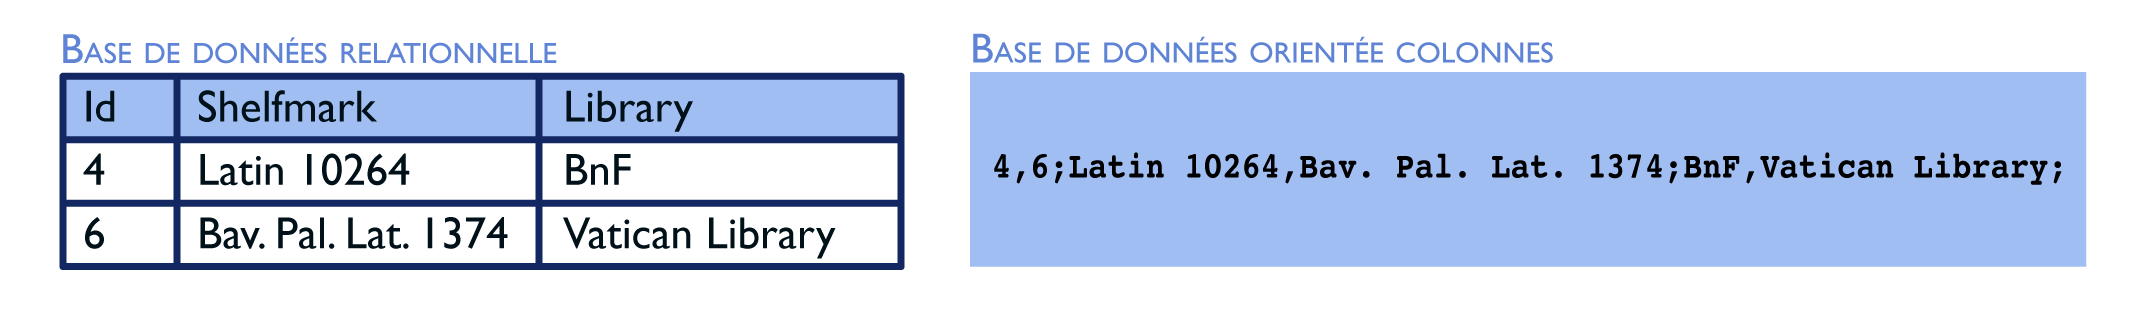 Base de données relationnelle
Id Shelfmark Library
4 Latin 10264 BnF
6 Bav. Pal. Lat. 1374 Vatican Library
Base de données orientée colonnes
4,6;Latin 10264,Bav. Pal. Lat. 1374;BnF,Vatican Library;